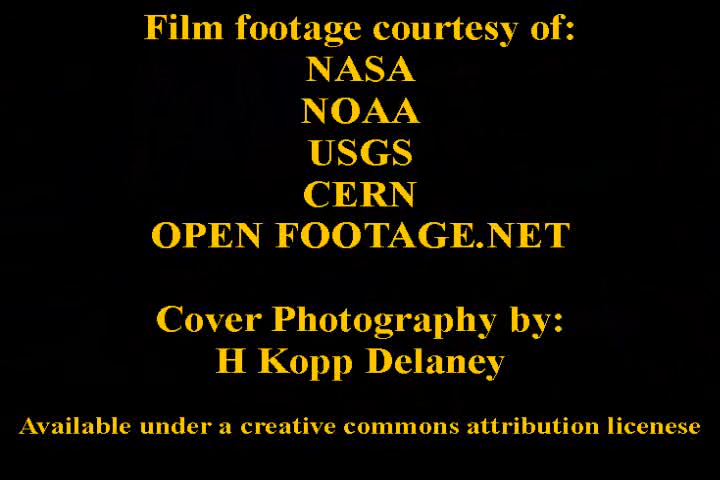 Film footage courtesy of:
NASA
NOAA
USGS
CERN
OPEN FOOTAGE.NET
Cover Photography by:
H Kopp Delaney
Available under a creative commons attribution licenese